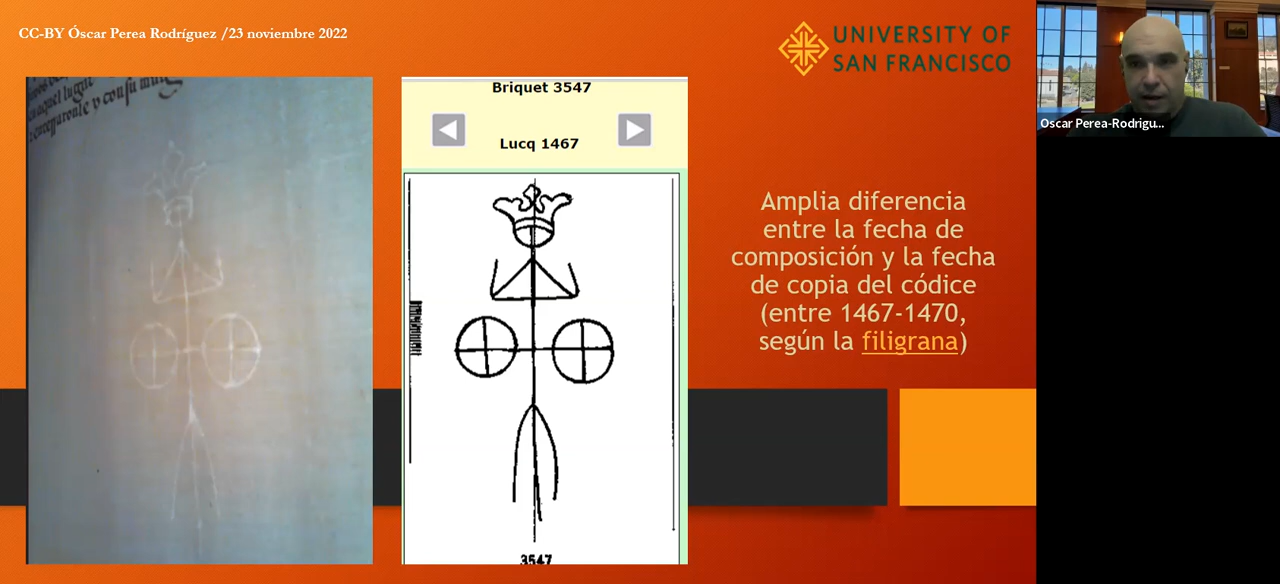 CC-BY Óscar Perea Rodríguez /23 noviembre 2022
UNIVERSITY OF
SAN FRANCISCO
Briquet 3547
Lucq 1467
3547
Amplia diferencia
entre la fecha de
composición y la fecha
de copia del códice
(entre 1467-1470,
según la filigrana)
Oscar Perea-Rodrigu...